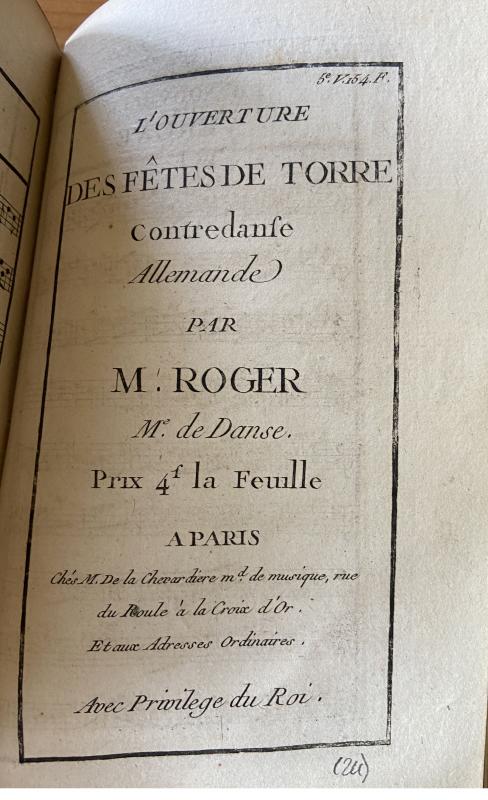 5.ᵉ V. 154. F.
L'OUVERTURE
DES FÊTES DE TORRE
Contredanſe
Allemande
PAR
M.ʳ ROGER
M.ᵉ de Danse.
Prix 4ᶠ la Feuille
A PARIS
Chés M. De la Chevardiere m.ᵈ de musique, rue
du Roule à la Croix d'Or.
Et aux Adresses Ordinaires.
Avec Privilege du Roi.
(24)